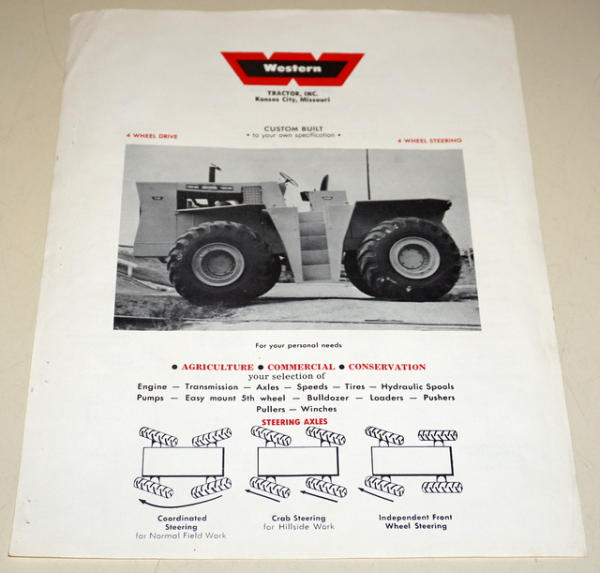 Western
TRACTOR, INC.
Kansas City, Missouri
CUSTOM BUILT
• to your own specification •
4 WHEEL DRIVE
4 WHEEL STEERING
For your personal needs
● AGRICULTURE ● COMMERCIAL ● CONSERVATION
your selection of
Engine — Transmission — Axles — Speeds — Tires — Hydraulic Spools
Pumps — Easy mount 5th wheel — Bulldozer — Loaders — Pushers
Pullers — Winches
STEERING AXLES
Coordinated
Steering
for Normal Field Work
Crab Steering
for Hillside Work
Independent Front
Wheel Steering